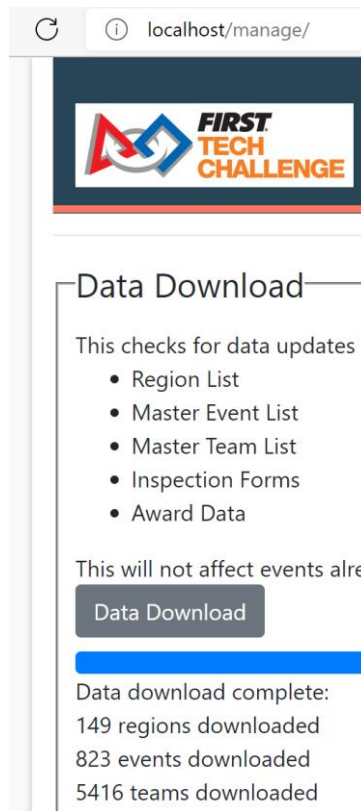 localhost/manage/
FIRST
TECH
CHALLENGE
Data Download
This checks for data updates
Region List
Master Event List
Master Team List
Inspection Forms
Award Data
This will not affect events alre
Data Download
Data download complete:
149 regions downloaded
823 events downloaded
5416 teams downloaded